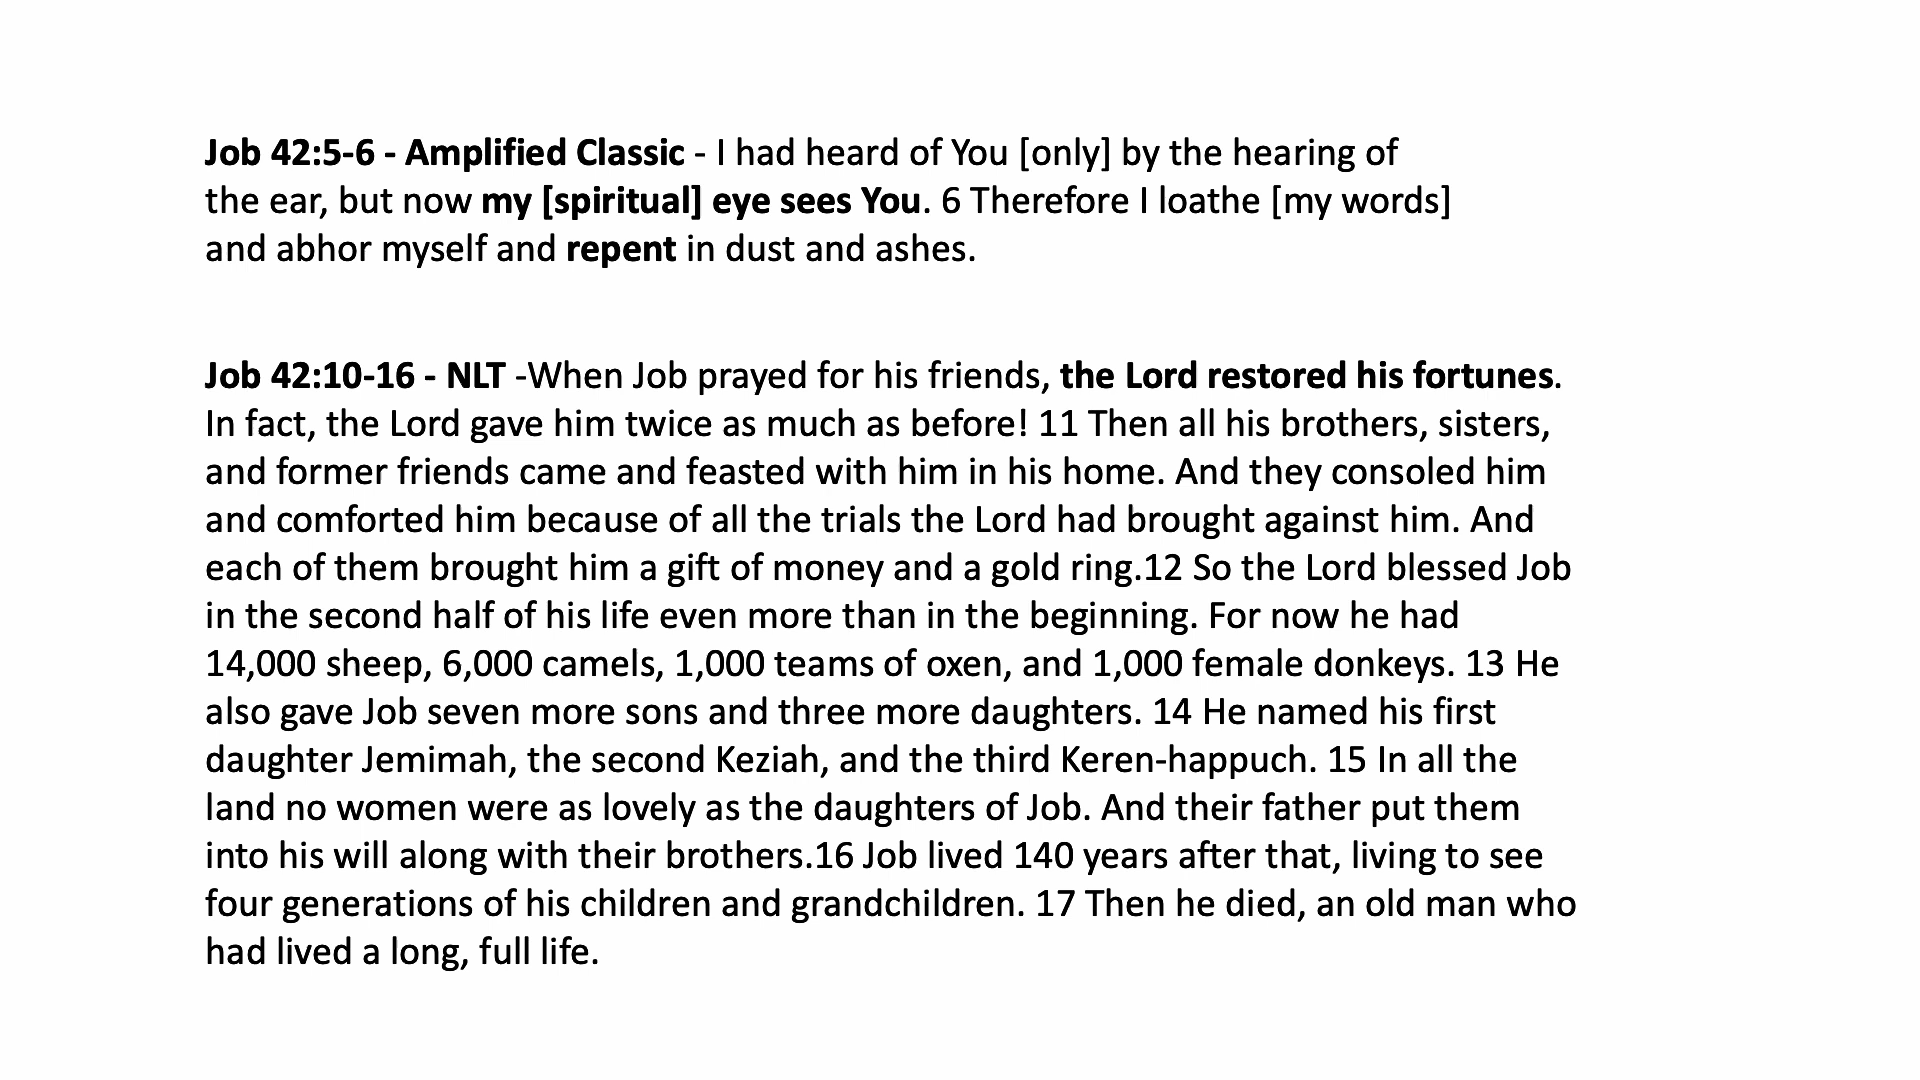 Job 42:5-6 - Amplified Classic - I had heard of You [only] by the hearing of
the ear, but now my [spiritual] eye sees You. 6 Therefore I loathe [my words]
and abhor myself and repent in dust and ashes.
Job 42:10-16 - NLT -When Job prayed for his friends, the Lord restored his fortunes.
In fact, the Lord gave him twice as much as before! 11 Then all his brothers, sisters,
and former friends came and feasted with him in his home. And they consoled him
and comforted him because of all the trials the Lord had brought against him. And
each of them brought him a gift of money and a gold ring.12 So the Lord blessed Job
in the second half of his life even more than in the beginning. For now he had
14,000 sheep, 6,000 camels, 1,000 teams of oxen, and 1,000 female donkeys. 13 He
also gave Job seven more sons and three more daughters. 14 He named his first
daughter Jemimah, the second Keziah, and the third Keren-happuch. 15 In all the
land no women were as lovely as the daughters of Job. And their father put them
into his will along with their brothers.16 Job lived 140 years after that, living to see
four generations of his children and grandchildren. 17 Then he died, an old man who
had lived a long, full life.